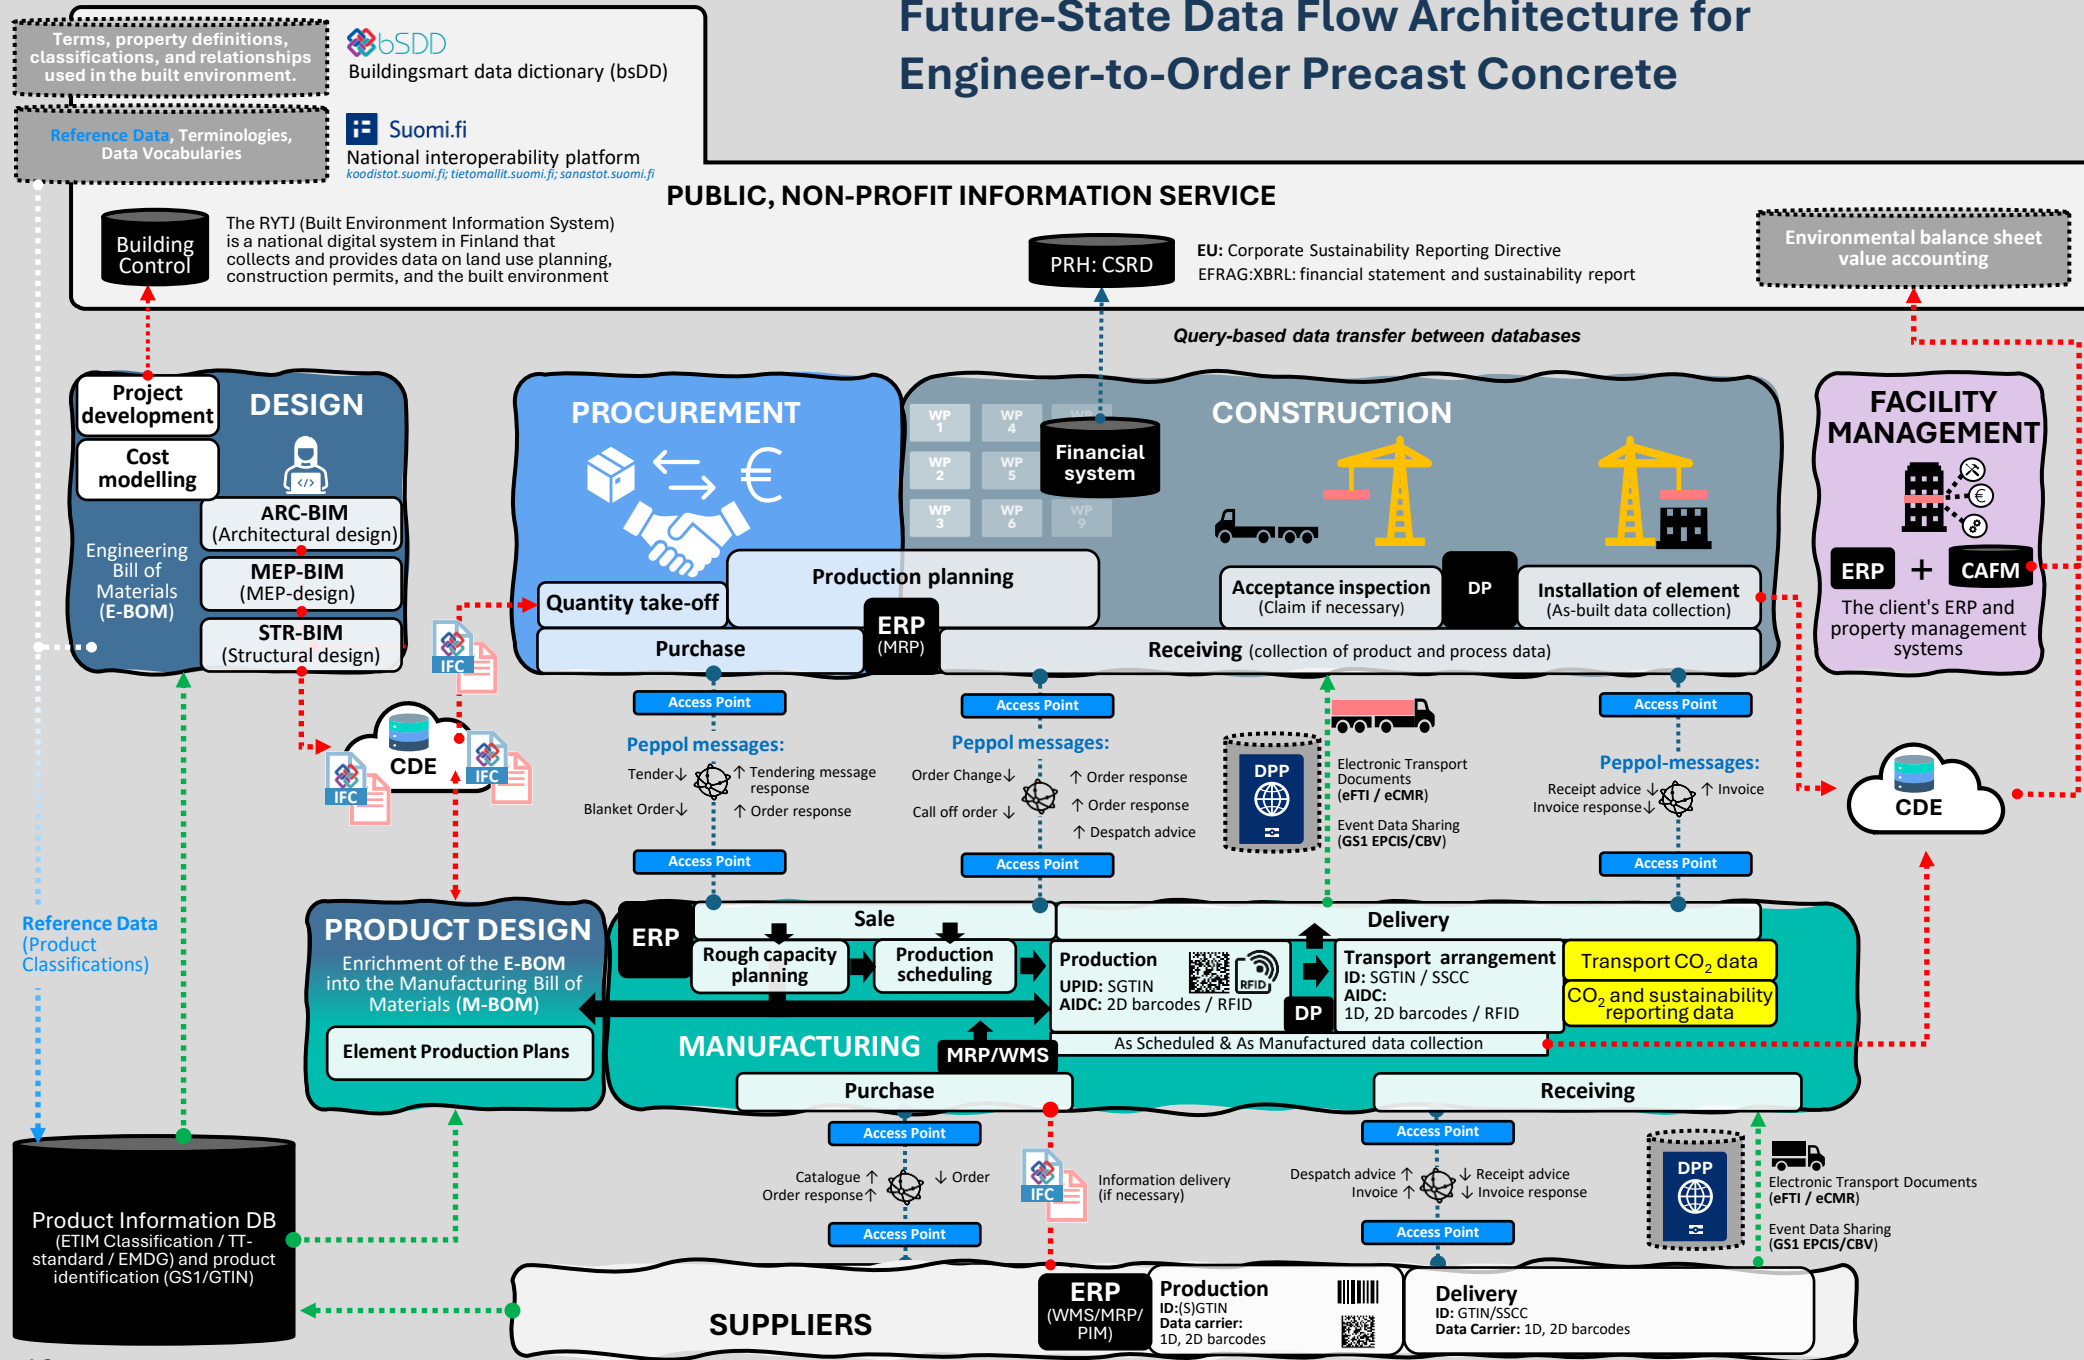 Future-State Data Flow Architecture for
Engineer-to-Order Precast Concrete
Terms, property definitions,
classifications, and relationships
used in the built environment.
bSDD
Buildingsmart data dictionary (bsDD)
Reference Data, Terminologies,
Data Vocabularies
Suomi.fi
National interoperability platform
koodistot.suomi.fi; tietomallit.suomi.fi; sanastot.suomi.fi
PUBLIC, NON-PROFIT INFORMATION SERVICE
Building
Control
The RYTJ (Built Environment Information System)
is a national digital system in Finland that
collects and provides data on land use planning,
construction permits, and the built environment
PRH: CSRD
EU: Corporate Sustainability Reporting Directive
EFRAG:XBRL: financial statement and sustainability report
Environmental balance sheet
value accounting
Query-based data transfer between databases
Project
development
DESIGN
Cost
modelling
Engineering
Bill of
Materials
(E-BOM)
ARC-BIM
(Architectural design)
MEP-BIM
(MEP-design)
STR-BIM
(Structural design)
PROCUREMENT
Quantity take-off
Production planning
Purchase
ERP
(MRP)
CONSTRUCTION
WP
1
WP
4
WP
WP
2
WP
5
WP
3
WP
6
WP
9
Financial
system
Acceptance inspection
(Claim if necessary)
DP
Installation of element
(As-built data collection)
Receiving (collection of product and process data)
FACILITY
MANAGEMENT
ERP
+
CAFM
The client's ERP and
property management
systems
IFC
CDE
IFC
IFC
Access Point
Peppol messages:
Tender↓
↑ Tendering message
response
Blanket Order↓
↑ Order response
Access Point
Access Point
Peppol messages:
Order Change↓
↑ Order response
↑ Order response
Call off order ↓
↑ Despatch advice
Access Point
DPP
Electronic Transport
Documents
(eFTI / eCMR)
Event Data Sharing
(GS1 EPCIS/CBV)
Access Point
Peppol-messages:
Receipt advice ↓
↑ Invoice
Invoice response↓
Access Point
CDE
Reference Data
(Product
Classifications)
PRODUCT DESIGN
Enrichment of the E-BOM
into the Manufacturing Bill of
Materials (M-BOM)
Element Production Plans
ERP
Sale
Delivery
Rough capacity
planning
Production
scheduling
Production
UPID: SGTIN
AIDC: 2D barcodes / RFID
RFID
DP
Transport arrangement
ID: SGTIN / SSCC
AIDC:
1D, 2D barcodes / RFID
Transport CO2 data
CO2 and sustainability
reporting data
MANUFACTURING
MRP/WMS
As Scheduled & As Manufactured data collection
Purchase
Receiving
Access Point
Catalogue ↑
↓ Order
Order response↑
Access Point
IFC
Information delivery
(if necessary)
Access Point
Despatch advice ↑
↓ Receipt advice
Invoice ↑
↓ Invoice response
Access Point
DPP
Electronic Transport Documents
(eFTI / eCMR)
Event Data Sharing
(GS1 EPCIS/CBV)
Product Information DB
(ETIM Classification / TT-
standard / EMDG) and product
identification (GS1/GTIN)
SUPPLIERS
ERP
(WMS/MRP/
PIM)
Production
ID:(S)GTIN
Data carrier:
1D, 2D barcodes
Delivery
ID: GTIN/SSCC
Data Carrier: 1D, 2D barcodes